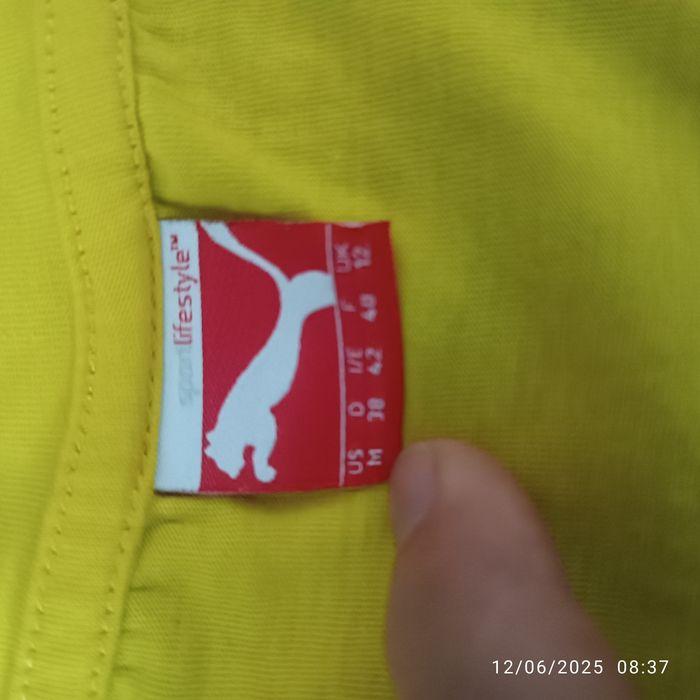 sportlifestyle™
US D I/E F UK
M 38 42 40 12
12/06/2025 08:37